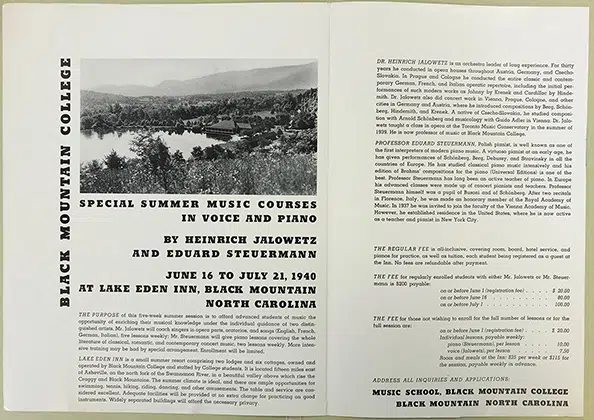 BLACK MOUNTAIN COLLEGE
SPECIAL SUMMER MUSIC COURSES
IN VOICE AND PIANO
BY HEINRICH JALOWETZ
AND EDUARD STEUERMANN
JUNE 16 TO JULY 21, 1940
AT LAKE EDEN INN, BLACK MOUNTAIN
NORTH CAROLINA
THE PURPOSE of this five-week summer session is to afford advanced students of music the
opportunity of enriching their musical knowledge under the individual guidance of two distin-
guished artists. Mr. Jalowetz will coach singers in opera parts, oratorios, and songs (English, French,
German, Italian), five lessons weekly; Mr. Steuermann will give piano lessons covering the whole
literature of classical, romantic, and contemporary concert music, two lessons weekly. More inten-
sive training may be had by special arrangement. Enrollment will be limited.
LAKE EDEN INN is a small summer resort comprising two lodges and six cottages, owned and
operated by Black Mountain College and staffed by College students. It is located fifteen miles east
of Asheville, on the north fork of the Swannanoa River, in a beautiful valley above which rise the
Craggy and Black Mountains. The summer climate is ideal, and there are ample opportunities for
swimming, tennis, hiking, riding, dancing, and other amusements. The table and service are con-
sidered excellent. Adequate facilities will be provided at no extra charge for practicing on good
instruments. Widely separated buildings will afford the necessary privacy.
DR. HEINRICH JALOWETZ is an orchestra leader of long experience. For thirty
years he conducted in opera houses throughout Austria, Germany, and Czecho-
Slovakia. In Prague and Cologne he conducted the entire classic and contem-
porary German, French, and Italian operatic repertoire, including the initial per-
formances of such modern works as Johnny by Krenek and Cardillac by Hinde-
mith. Dr. Jalowetz also did concert work in Vienna, Prague, Cologne, and other
cities in Germany and Austria, where he introduced compositions by Berg, Schön-
berg, Hindemith, and Krenek. A native of Czecho-Slovakia, he studied composi-
tion with Arnold Schönberg and musicology with Guido Adler in Vienna. Dr. Jalo-
wetz taught a class in opera at the Toronto Music Conservatory in the summer of
1939. He is now professor of music at Black Mountain College.
PROFESSOR EDUARD STEUERMANN, Polish pianist, is well known as one of
the first interpreters of modern piano music. A virtuoso pianist at an early age, he
has given performances of Schönberg, Berg, Debussy, and Stravinsky in all the
countries of Europe. He has studied classical piano music intensively and his
edition of Brahms' compositions for the piano (Universal Editions) is one of the
best. Professor Steuermann has long been an active teacher of piano. In Europe
his advanced classes were made up of concert pianists and teachers. Professor
Steuermann himself was a pupil of Busoni and of Schönberg. After two recitals
in Florence, Italy, he was made an honorary member of the Royal Academy of
Music. In 1937 he was invited to join the faculty of the Vienna Academy of Music.
However, he established residence in the United States, where he is now active
as a teacher and pianist in New York City.
THE REGULAR FEE is all-inclusive, covering room, board, hotel service, and
pianos for practice, as well as tuition, each student being registered as a guest at
the Inn. No fees are refundable after payment.
THE FEE for regularly enrolled students with either Mr. Jalowetz or Mr. Steuer-
mann is $200 payable:
on or before June 1 (registration fee) . . . . $ 20.00
on or before June 16 . . . . 80.00
on or before July 1 . . . . 100.00
THE FEE for those not wishing to enroll for the full number of lessons or for the
full session are:
on or before June 1 (registration fee) . . . . $ 20.00
Individual lessons, payable weekly:
piano (Steuermann) per lesson . . . . 10.00
voice (Jalowetz) per lesson . . . . 7.50
Room and meals at the Inn: $25 per week or $115 for
the session, payable weekly in advance.
ADDRESS ALL INQUIRIES AND APPLICATIONS:
MUSIC SCHOOL, BLACK MOUNTAIN COLLEGE
BLACK MOUNTAIN NORTH CAROLINA